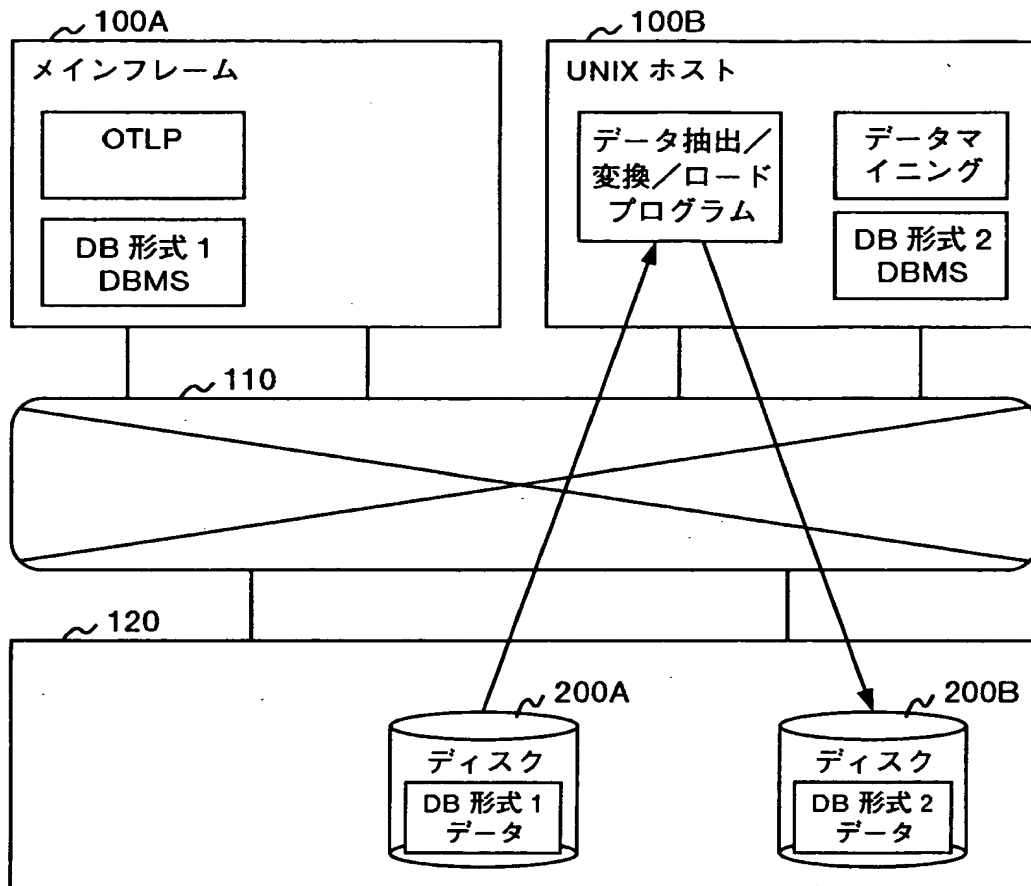 100A
メインフレーム
OTLP
DB 形式 1
DBMS
100B
UNIX ホスト
データ抽出／
変換／ロード
プログラム
データマ
イニング
DB 形式 2
DBMS
110
120
200A
ディスク
DB 形式 1
データ
200B
ディスク
DB 形式 2
データ